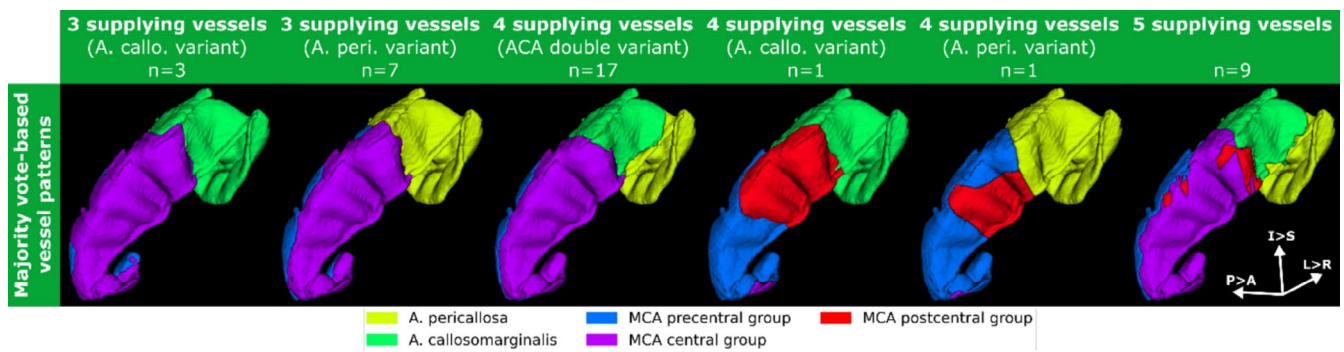 3 supplying vessels
(A. callo. variant)
n=3
3 supplying vessels
(A. peri. variant)
n=7
4 supplying vessels
(ACA double variant)
n=17
4 supplying vessels
(A. callo. variant)
n=1
4 supplying vessels
(A. peri. variant)
n=1
5 supplying vessels
n=9
Majority vote-based
vessel patterns
I>S
L>R
P>A
A. pericallosa
A. callosomarginalis
MCA precentral group
MCA central group
MCA postcentral group